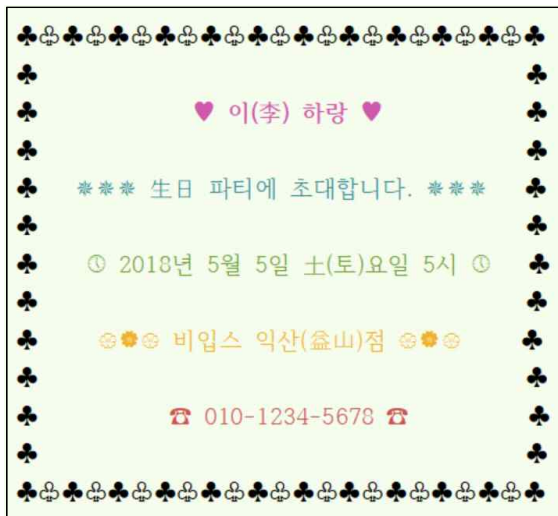 ♥ 이(李) 하랑 ♥
✵✵✵ 生日 파티에 초대합니다. ✵✵✵
🕔 2018년 5월 5일 土(토)요일 5시 🕔
비입스 익산(益山)점
☎ 010-1234-5678 ☎